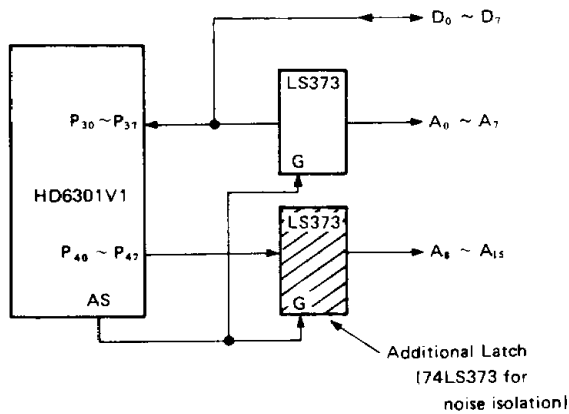 D₀ ~ D₇
LS373
P₃₀ ~ P₃₇
A₀ ~ A₇
G
HD6301V1
LS373
P₄₀ ~ P₄₇
A₈ ~ A₁₅
AS
G
Additional Latch
(74LS373 for
noise isolation)